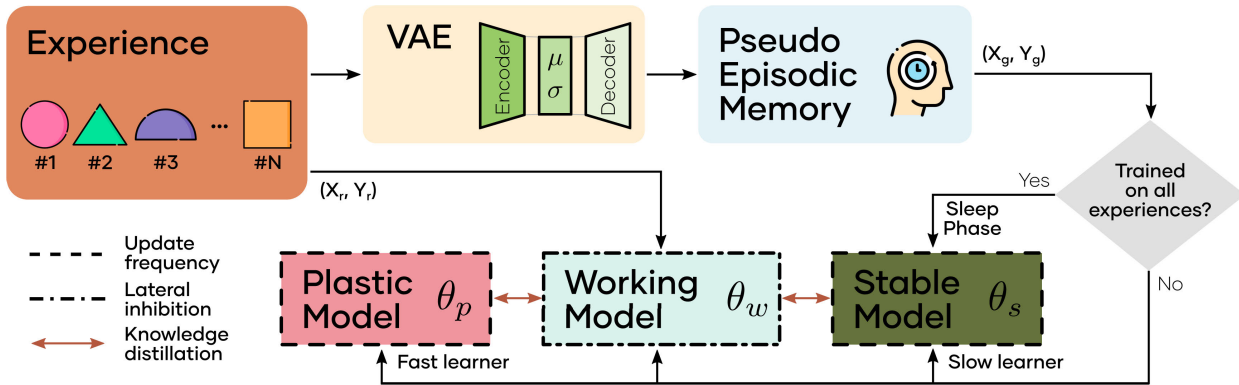 Experience
#1 #2 #3 ... #N
VAE
Encoder
μ
σ
Decoder
Pseudo
Episodic
Memory
(Xg, Yg)
(Xr, Yr)
Trained
on all
experiences?
Yes
No
Sleep
Phase
Update
frequency
Lateral
inhibition
Knowledge
distillation
Plastic
Model θp
Working
Model θw
Stable
Model θs
Fast learner
Slow learner